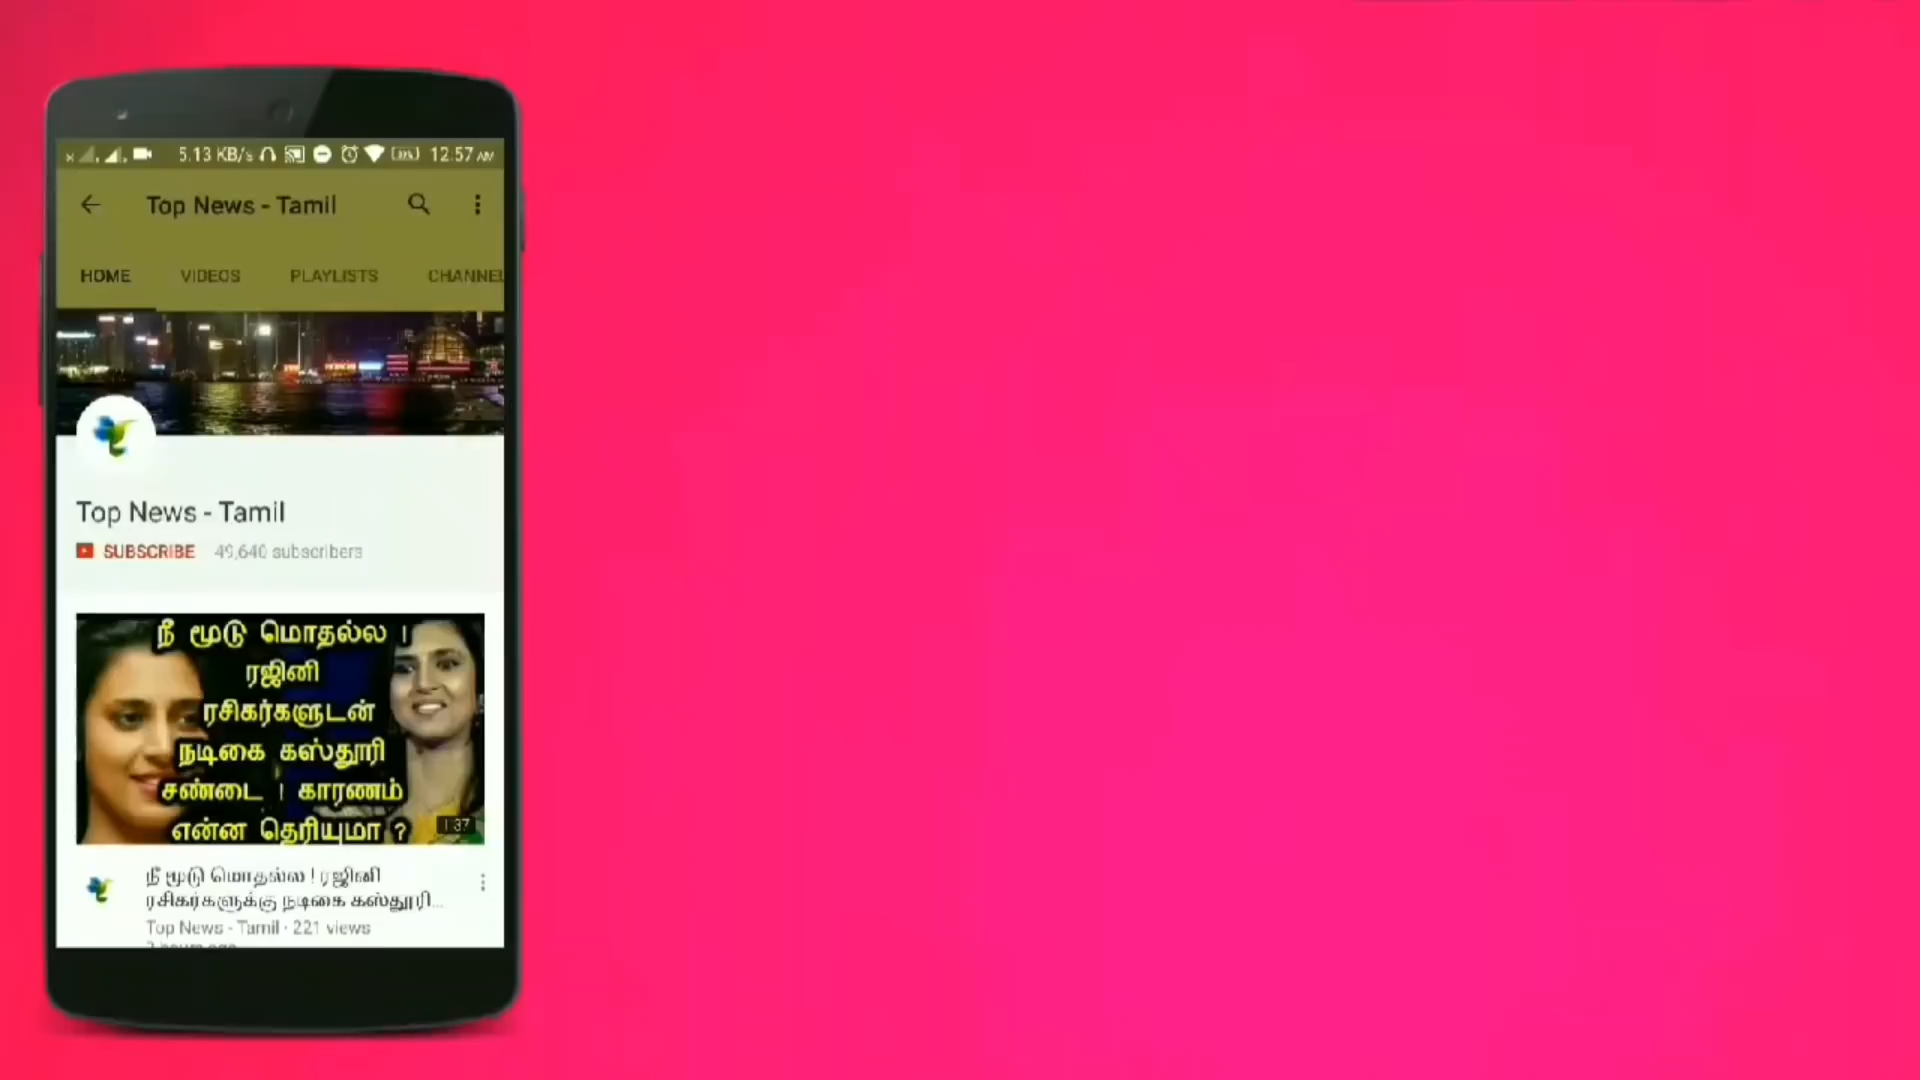 5.13 KB/s 12:57 AM
Top News - Tamil
HOME VIDEOS PLAYLISTS CHANNEL
Top News - Tamil
SUBSCRIBE 49,640 subscribers
நீ மூடு மொதல்ல !
ரஜினி
ரசிகர்களுடன்
நடிகை கஸ்தூரி
சண்டை ! காரணம்
என்ன தெரியுமா ?
1:37
நீ மூடு மொதல்ல ! ரஜினி
ரசிகர்களுக்கு நடிகை கஸ்தூரி...
Top News - Tamil · 221 views